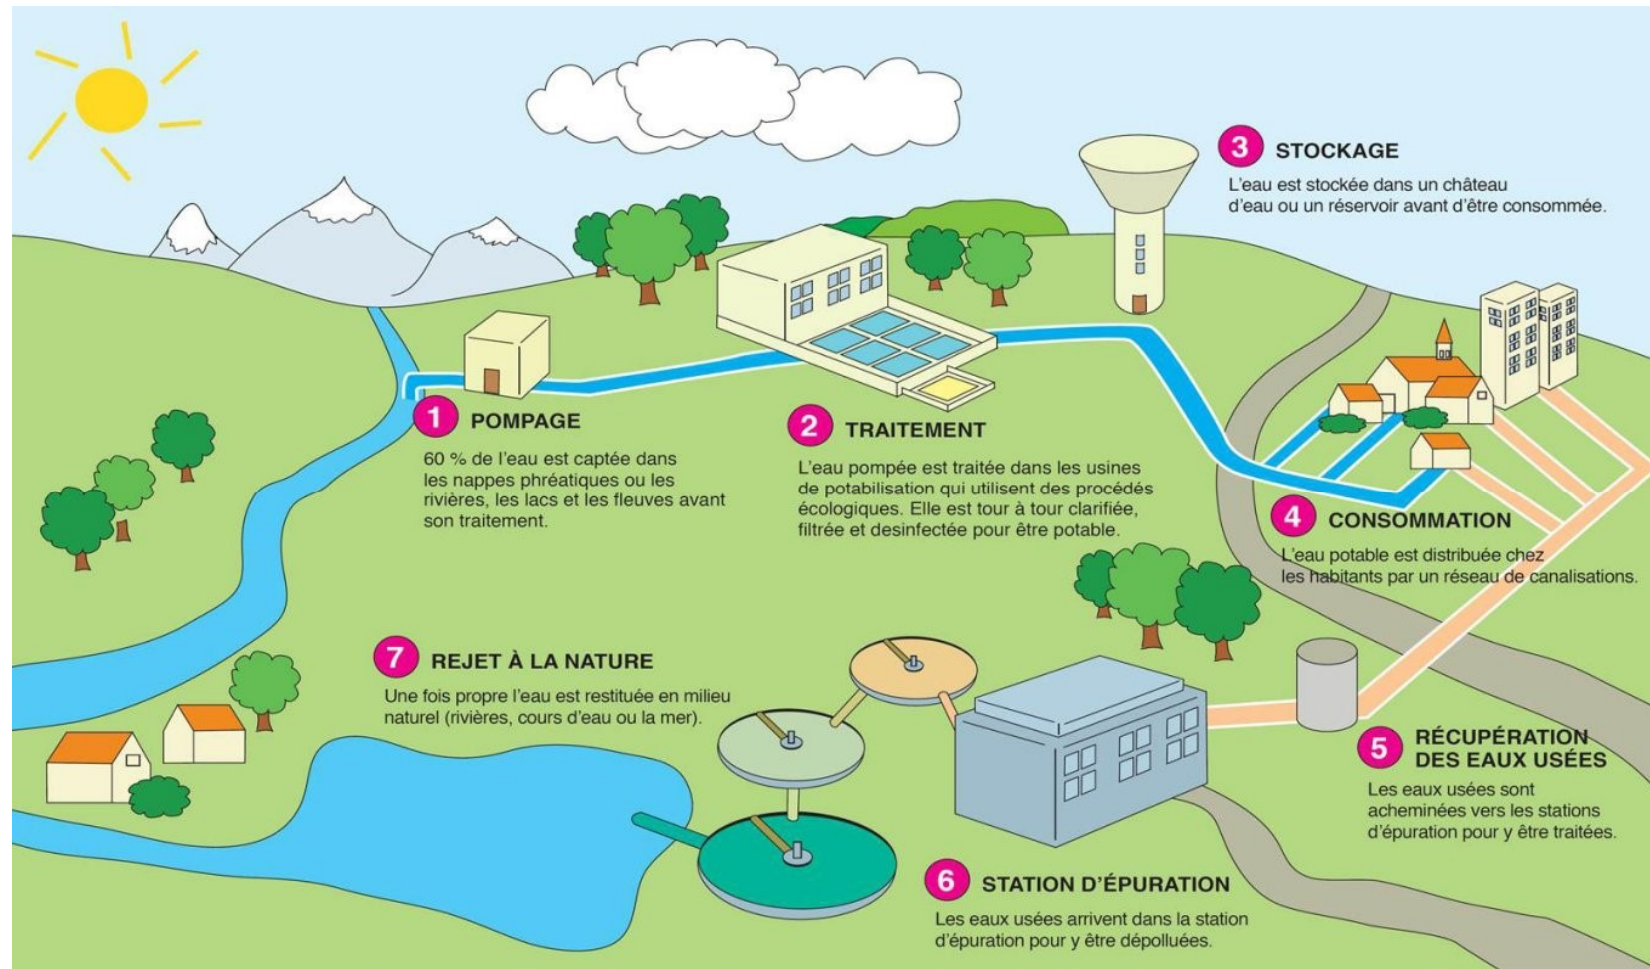 1 POMPAGE
60 % de l'eau est captée dans
les nappes phréatiques ou les
rivières, les lacs et les fleuves avant
son traitement.
2 TRAITEMENT
L'eau pompée est traitée dans les usines
de potabilisation qui utilisent des procédés
écologiques. Elle est tour à tour clarifiée,
filtrée et desinfectée pour être potable.
3 STOCKAGE
L'eau est stockée dans un château
d'eau ou un réservoir avant d'être consommée.
4 CONSOMMATION
L'eau potable est distribuée chez
les habitants par un réseau de canalisations.
5 RÉCUPÉRATION
DES EAUX USÉES
Les eaux usées sont
acheminées vers les stations
d'épuration pour y être traitées.
6 STATION D'ÉPURATION
Les eaux usées arrivent dans la station
d'épuration pour y être dépolluées.
7 REJET À LA NATURE
Une fois propre l'eau est restituée en milieu
naturel (rivières, cours d'eau ou la mer).